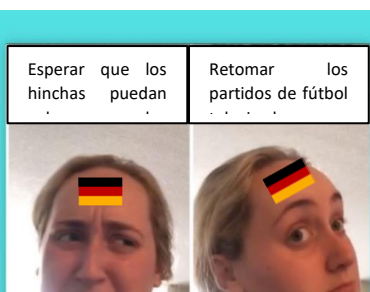 Esperar que los
hinchas puedan
Retomar los
partidos de fútbol